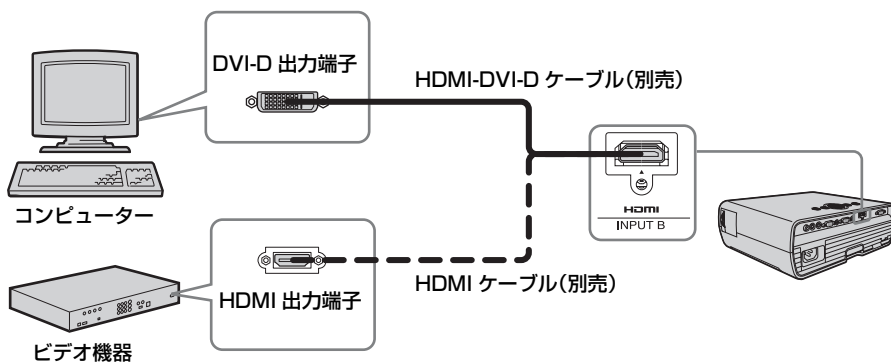 DVI-D 出力端子
HDMI-DVI-D ケーブル（別売）
コンピューター
HDMI
INPUT B
HDMI 出力端子
HDMI ケーブル（別売）
ビデオ機器